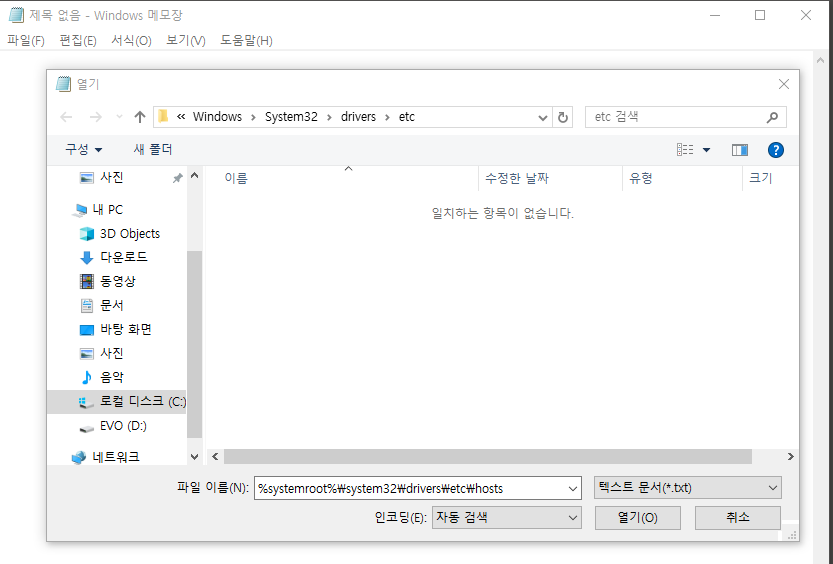 제목 없음 - Windows 메모장
파일(F) 편집(E) 서식(O) 보기(V) 도움말(H)
열기
« Windows › System32 › drivers › etc
etc 검색
구성 새 폴더
사진
내 PC
3D Objects
다운로드
동영상
문서
바탕 화면
사진
음악
로컬 디스크 (C:)
EVO (D:)
네트워크
이름 수정한 날짜 유형 크기
일치하는 항목이 없습니다.
파일 이름(N): %systemroot%₩system32₩drivers₩etc₩hosts 텍스트 문서(*.txt)
인코딩(E): 자동 검색 열기(O) 취소